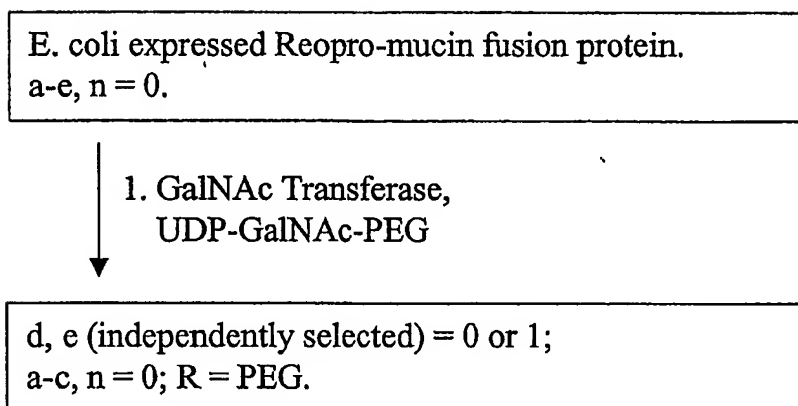 E. coli expressed Reopro-mucin fusion protein.
a-e, n = 0.
1. GalNAc Transferase,
UDP-GalNAc-PEG
d, e (independently selected) = 0 or 1;
a-c, n = 0; R = PEG.